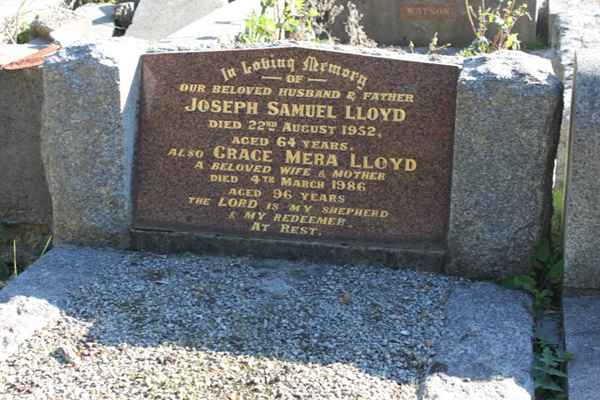 WATSON
In Loving Memory
— OF —
OUR BELOVED HUSBAND & FATHER
JOSEPH SAMUEL LLOYD
DIED 22ND AUGUST 1952,
AGED 64 YEARS.
ALSO GRACE MERA LLOYD
A BELOVED WIFE & MOTHER
DIED 4TH MARCH 1986
AGED 96 YEARS
THE LORD IS MY SHEPHERD
& MY REDEEMER.
AT REST.